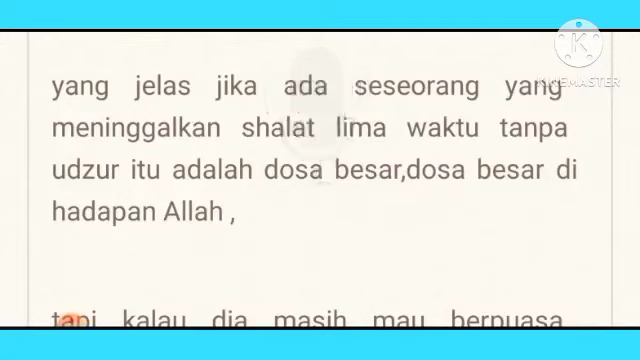 KINEMASTER
yang jelas jika ada seseorang yang
meninggalkan shalat lima waktu tanpa
udzur itu adalah dosa besar,dosa besar di
hadapan Allah ,
tapi kalau dia masih mau berpuasa